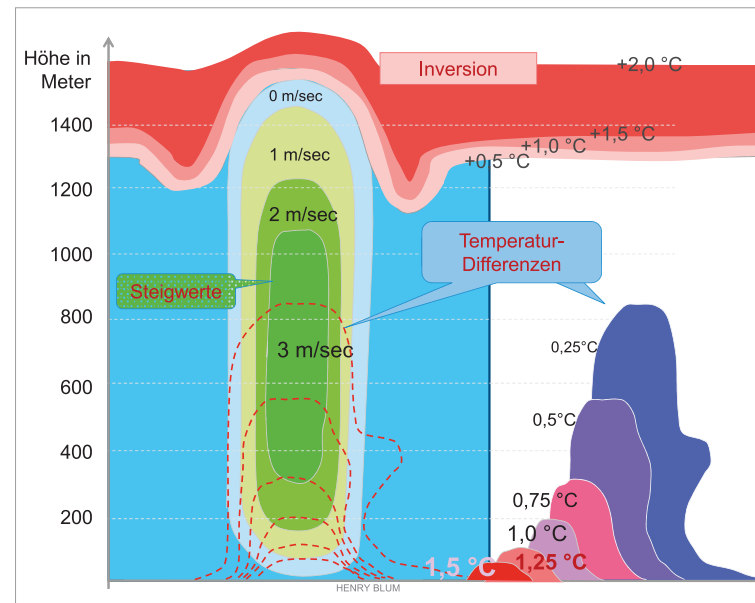 Höhe in
Meter
Inversion
+2,0 °C
0 m/sec
1400
+1,5 °C
+1,0 °C
1 m/sec
+0,5 °C
1200
2 m/sec
1000
Temperatur-
Differenzen
Steigwerte
800
3 m/sec
0,25°C
600
0,5°C
400
0,75 °C
200
1,0 °C
1,5 °C
1,25 °C
HENRY BLUM